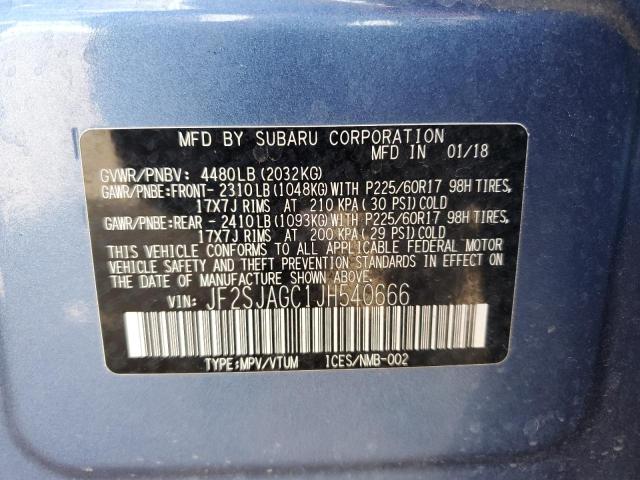 MFD BY SUBARU CORPORATION
MFD IN 01/18
GVWR/PNBV: 4480LB (2032KG)
GAWR/PNBE:FRONT- 2310LB (1048KG)WITH P225/60R17 98H TIRES,
17X7J RIMS AT 210 KPA (30 PSI)COLD
GAWR/PNBE:REAR -2410LB (1093KG)WITH P225/60R17 98H TIRES,
17X7J RIMS AT 200 KPA (29 PSI)COLD
THIS VEHICLE CONFORMS TO ALL APPLICABLE FEDERAL MOTOR
VEHICLE SAFETY AND THEFT PREVENTION STANDARDS IN EFFECT
ON THE DATE OF MANUFACTURE SHOWN ABOVE.
VIN: JF2SJAGC1JH540666
TYPE:MPV/VTUM ICES/NMB-002